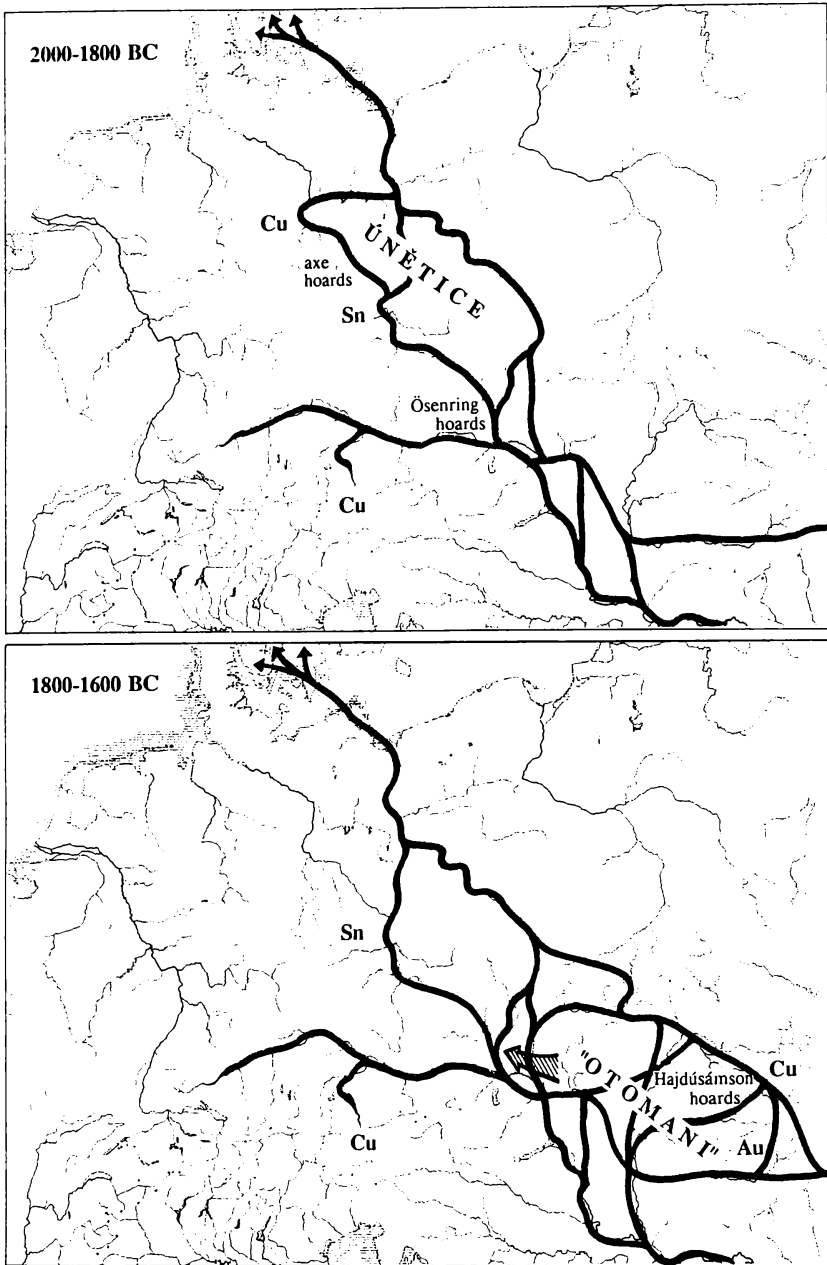 2000-1800 BC
Cu
axe
hoards
ÚNĚTICE
Sn
Ösenring
hoards
Cu
1800-1600 BC
Sn
"OTOMANI"
Hajdúsámson
hoards
Cu
Au
Cu